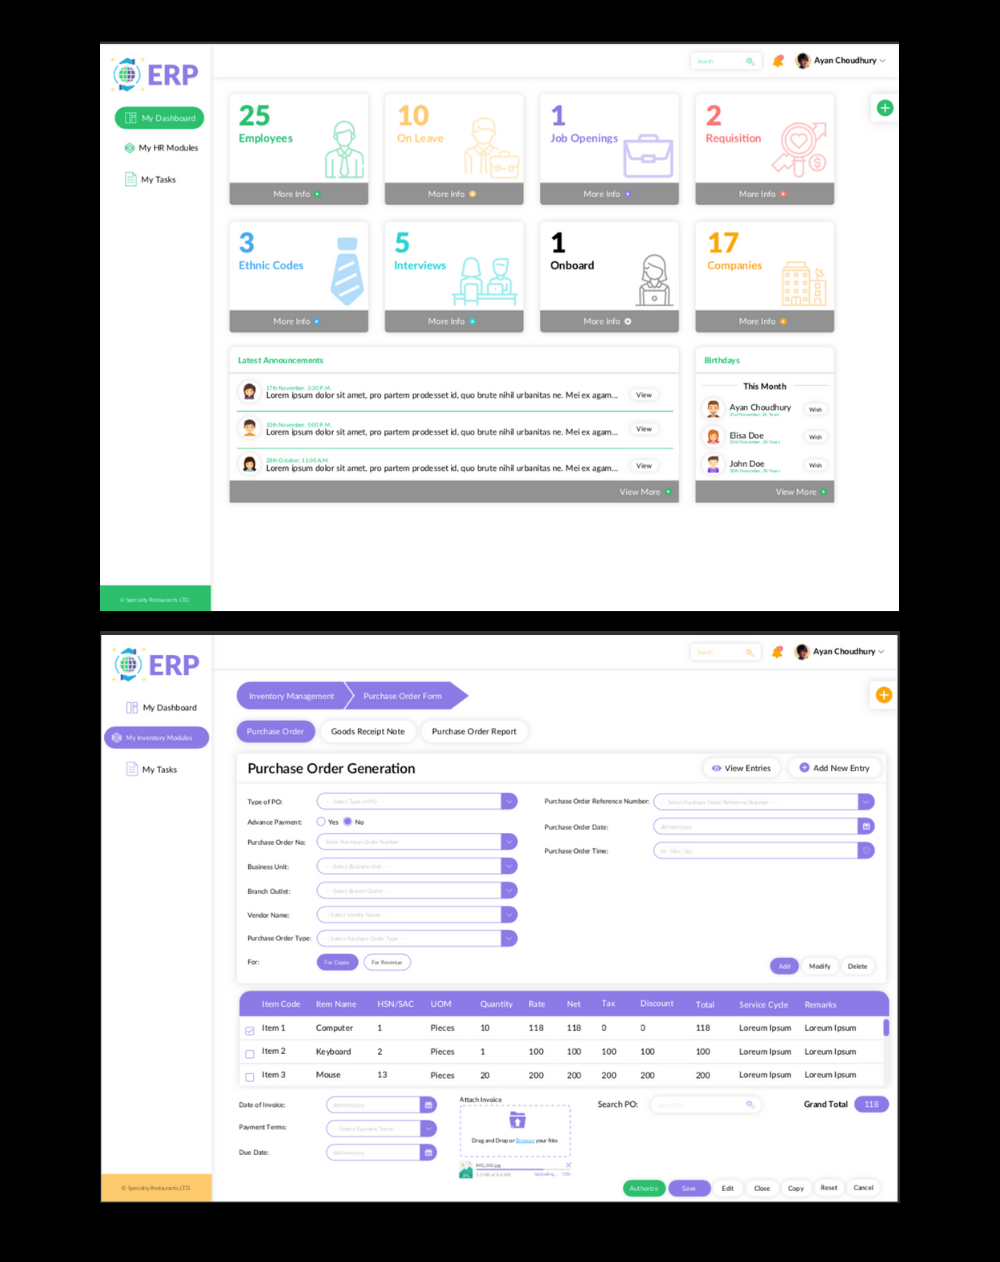 ERP
Search
Ayan Choudhury
My Dashboard
My HR Modules
My Tasks
25
Employees
More Info
10
On Leave
More Info
1
Job Openings
More Info
2
Requisition
More Info
3
Ethnic Codes
More Info
5
Interviews
More Info
1
Onboard
More Info
17
Companies
More Info
Latest Announcements
17th November, 3:30 P.M.
Lorem ipsum dolor sit amet, pro partem prodesset id, quo brute nihil urbanitas ne. Mei ex agam...
View
10th November, 5:00 P.M.
Lorem ipsum dolor sit amet, pro partem prodesset id, quo brute nihil urbanitas ne. Mei ex agam...
View
28th October, 11:00 A.M.
Lorem ipsum dolor sit amet, pro partem prodesset id, quo brute nihil urbanitas ne. Mei ex agam...
View
View More
Birthdays
This Month
Ayan Choudhury
Wish
Elisa Doe
Wish
John Doe
Wish
View More
© Specialty Restaurants LTD.
ERP
Search
Ayan Choudhury
My Dashboard
My Inventory Modules
My Tasks
Inventory Management
Purchase Order Form
Purchase Order
Goods Receipt Note
Purchase Order Report
Purchase Order Generation
View Entries
Add New Entry
Type of PO:
-- Select Type of PO --
Purchase Order Reference Number:
-- Select Purchase Order Reference Number --
Advance Payment:
Yes
No
Purchase Order Date:
dd/mm/yyyy
Purchase Order No:
Enter Purchase Order Number
Purchase Order Time:
Hr : Min : Sec
Business Unit:
-- Select Business Unit --
Branch Outlet:
-- Select Branch Outlet --
Vendor Name:
-- Select Vendor Name --
Purchase Order Type:
-- Select Purchase Order Type --
For:
For Capex
For Revenue
Add
Modify
Delete
Item Code Item Name HSN/SAC UOM Quantity Rate Net Tax Discount Total Service Cycle Remarks
Item 1 Computer 1 Pieces 10 118 118 0 0 118 Loreum Ipsum Loreum Ipsum
Item 2 Keyboard 2 Pieces 1 100 100 100 100 100 Loreum Ipsum Loreum Ipsum
Item 3 Mouse 13 Pieces 20 200 200 200 200 200 Loreum Ipsum Loreum Ipsum
Date of Invoice:
dd/mm/yyyy
Payment Terms:
-- Select Payment Terms --
Due Date:
dd/mm/yyyy
Attach Invoice
Drag and Drop or Browse your files
IMG_001.jpg
Uploading...
70%
Search PO:
Search PO
Grand Total
118
Authorize
Save
Edit
Close
Copy
Reset
Cancel
© Specialty Restaurants LTD.